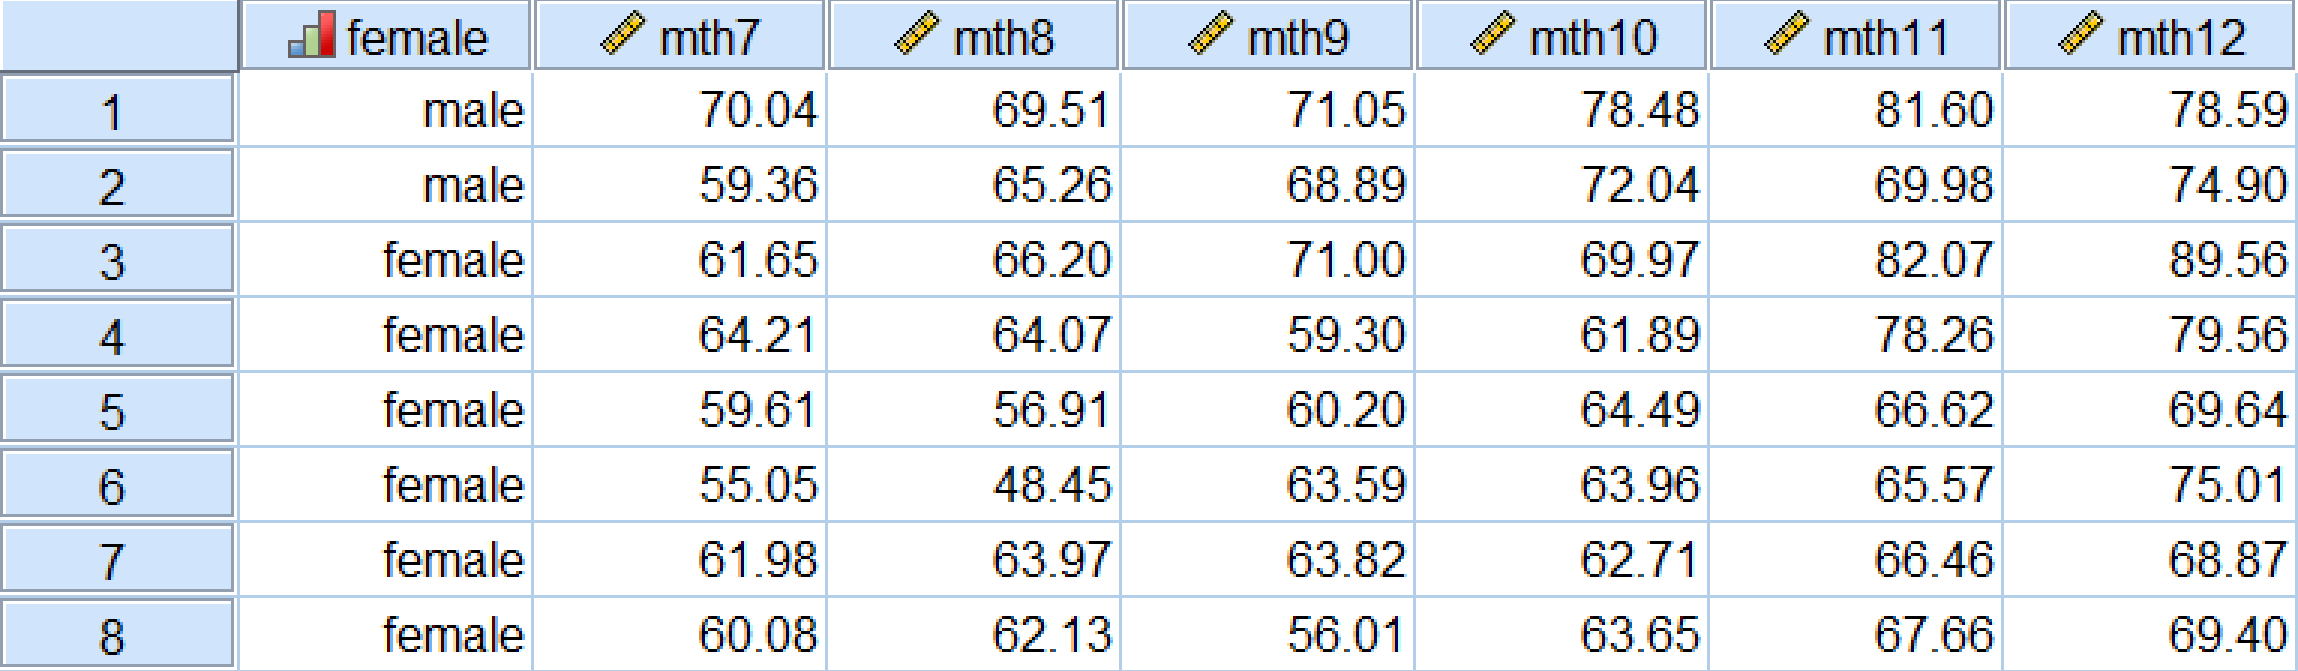 female mth7 mth8 mth9 mth10 mth11 mth12
1 male 70.04 69.51 71.05 78.48 81.60 78.59
2 male 59.36 65.26 68.89 72.04 69.98 74.90
3 female 61.65 66.20 71.00 69.97 82.07 89.56
4 female 64.21 64.07 59.30 61.89 78.26 79.56
5 female 59.61 56.91 60.20 64.49 66.62 69.64
6 female 55.05 48.45 63.59 63.96 65.57 75.01
7 female 61.98 63.97 63.82 62.71 66.46 68.87
8 female 60.08 62.13 56.01 63.65 67.66 69.40